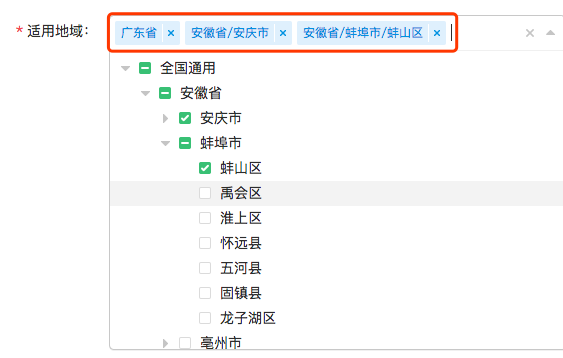 * 适用地域： 广东省 × 安徽省/安庆市 × 安徽省/蚌埠市/蚌山区 ×
全国通用
安徽省
安庆市
蚌埠市
蚌山区
禹会区
淮上区
怀远县
五河县
固镇县
龙子湖区
亳州市